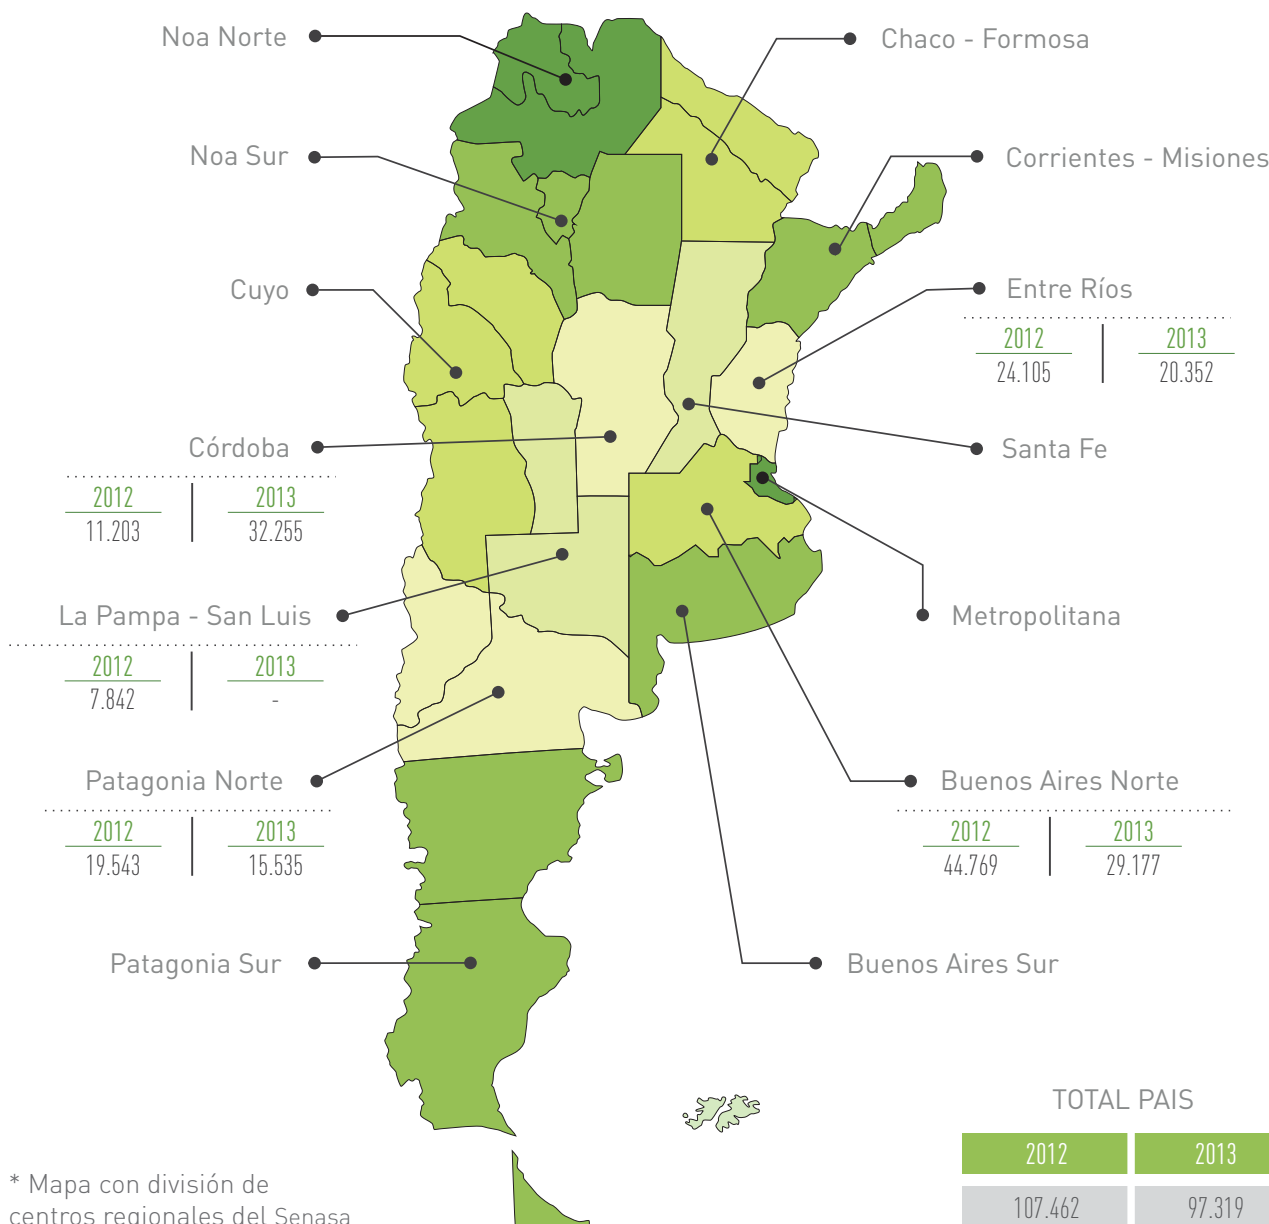 Noa Norte
Chaco - Formosa
Noa Sur
Corrientes - Misiones
Cuyo
Entre Ríos
2012 2013
24.105 20.352
Córdoba
2012 2013
11.203 32.255
Santa Fe
La Pampa - San Luis
2012 2013
7.842 -
Metropolitana
Patagonia Norte
2012 2013
19.543 15.535
Buenos Aires Norte
2012 2013
44.769 29.177
Patagonia Sur
Buenos Aires Sur
TOTAL PAIS
2012 2013
107.462 97.319
* Mapa con división de
centros regionales del Senasa